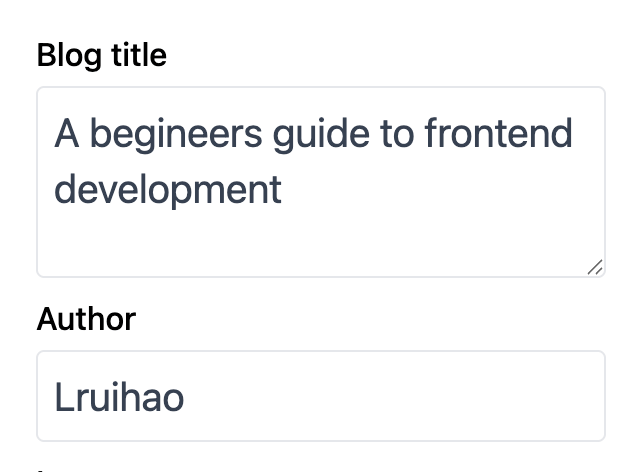 Blog title
A begineers guide to frontend
development
Author
Lruihao